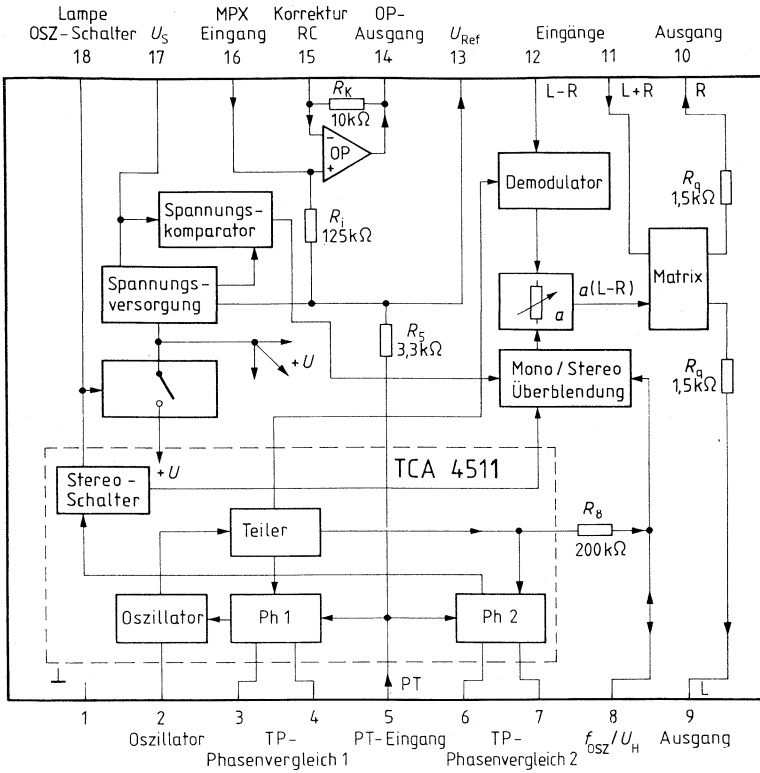 Lampe MPX Korrektur OP-
OSZ-Schalter U_S Eingang RC Ausgang U_Ref Eingänge Ausgang
18 17 16 15 14 13 12 11 10
L-R L+R R
R_K
10kΩ
−
OP
+
Demodulator
R_q
1,5kΩ
Spannungs-
komparator
R_i
125kΩ
Spannungs-
versorgung
a
a(L-R)
Matrix
R_5
3,3kΩ
+U
Mono/Stereo
Überblendung
R_q
1,5kΩ
+U
TCA 4511
Stereo-
Schalter
Teiler
R_8
200kΩ
Oszillator
Ph 1
Ph 2
PT
L
1 2 3 4 5 6 7 8 9
Oszillator TP- PT-Eingang TP- f_OSZ/U_H Ausgang
Phasenvergleich 1 Phasenvergleich 2